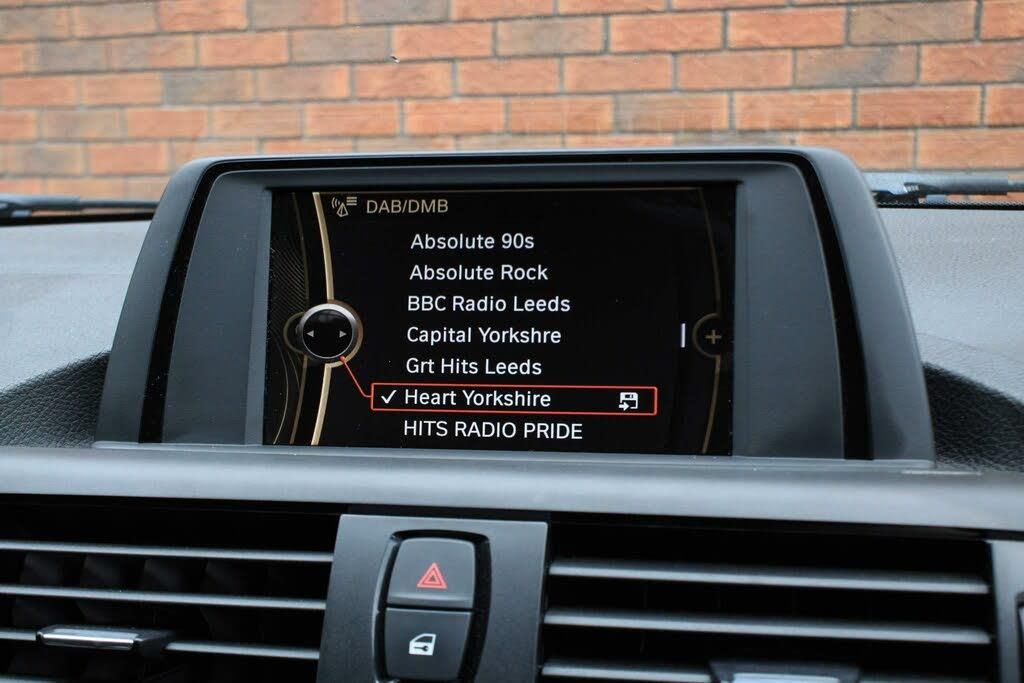 DAB/DMB
Absolute 90s
Absolute Rock
BBC Radio Leeds
Capital Yorkshre
Grt Hits Leeds
Heart Yorkshire
HITS RADIO PRIDE